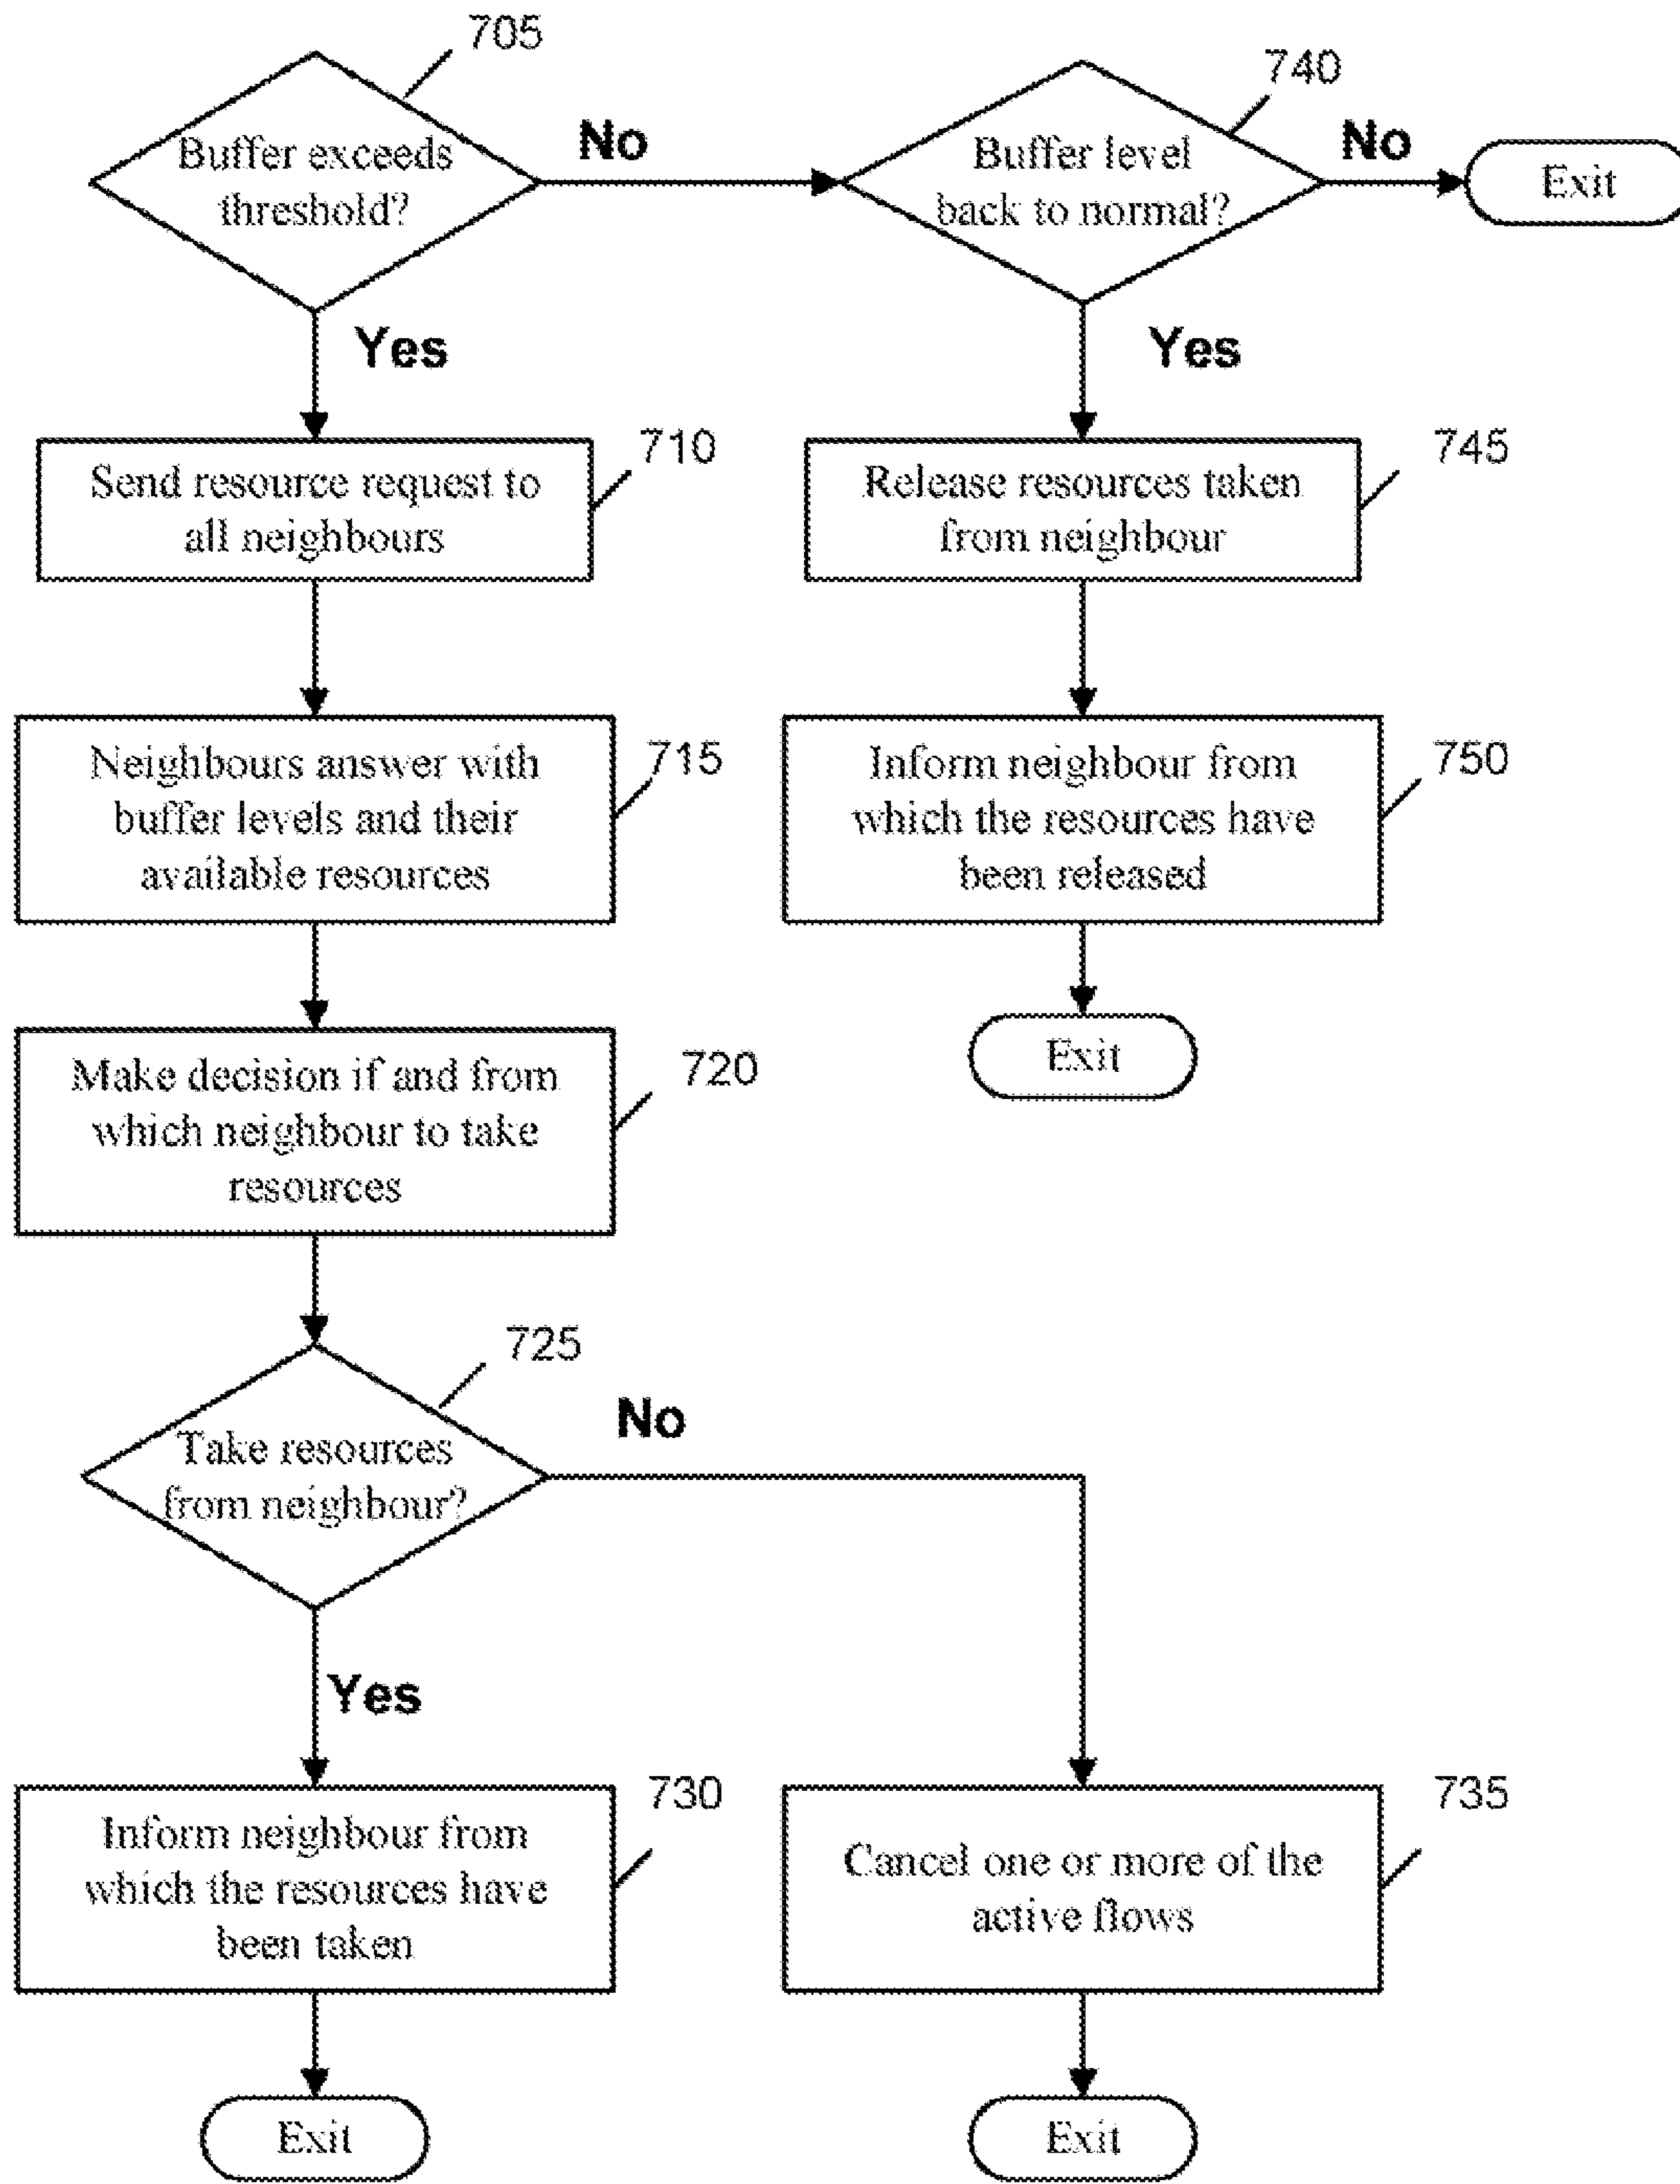 705
Buffer exceeds
threshold?
No
740
Buffer level
back to normal?
No
Exit
Yes
Yes
710
Send resource request to
all neighbours
745
Release resources taken
from neighbour
715
Neighbours answer with
buffer levels and their
available resources
750
Inform neighbour from
which the resources have
been released
720
Make decision if and from
which neighbour to take
resources
Exit
725
Take resources
from neighbour?
No
Yes
730
Inform neighbour from
which the resources have
been taken
735
Cancel one or more of the
active flows
Exit
Exit